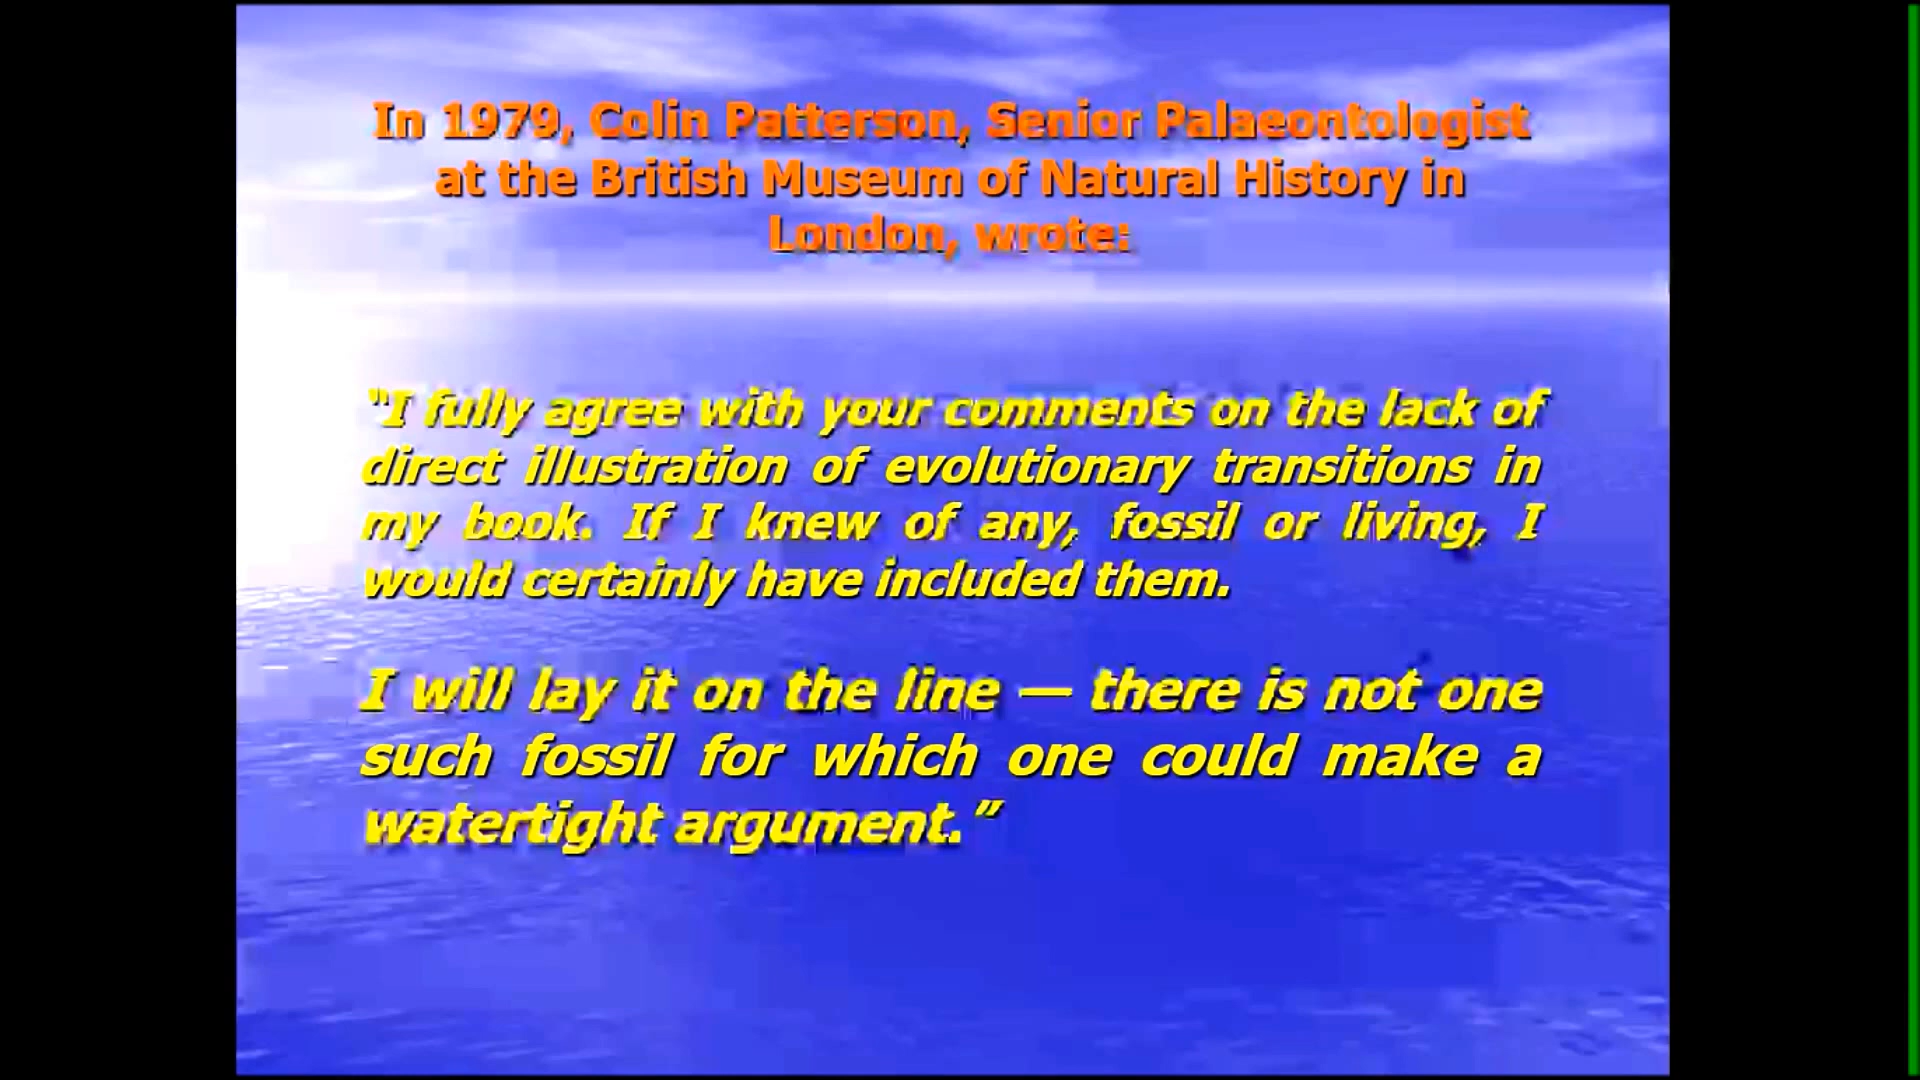 In 1979, Colin Patterson, Senior Palaeontologist
at the British Museum of Natural History in
London, wrote:
“I fully agree with your comments on the lack of
direct illustration of evolutionary transitions in
my book. If I knew of any, fossil or living, I
would certainly have included them.
I will lay it on the line — there is not one
such fossil for which one could make a
watertight argument.”